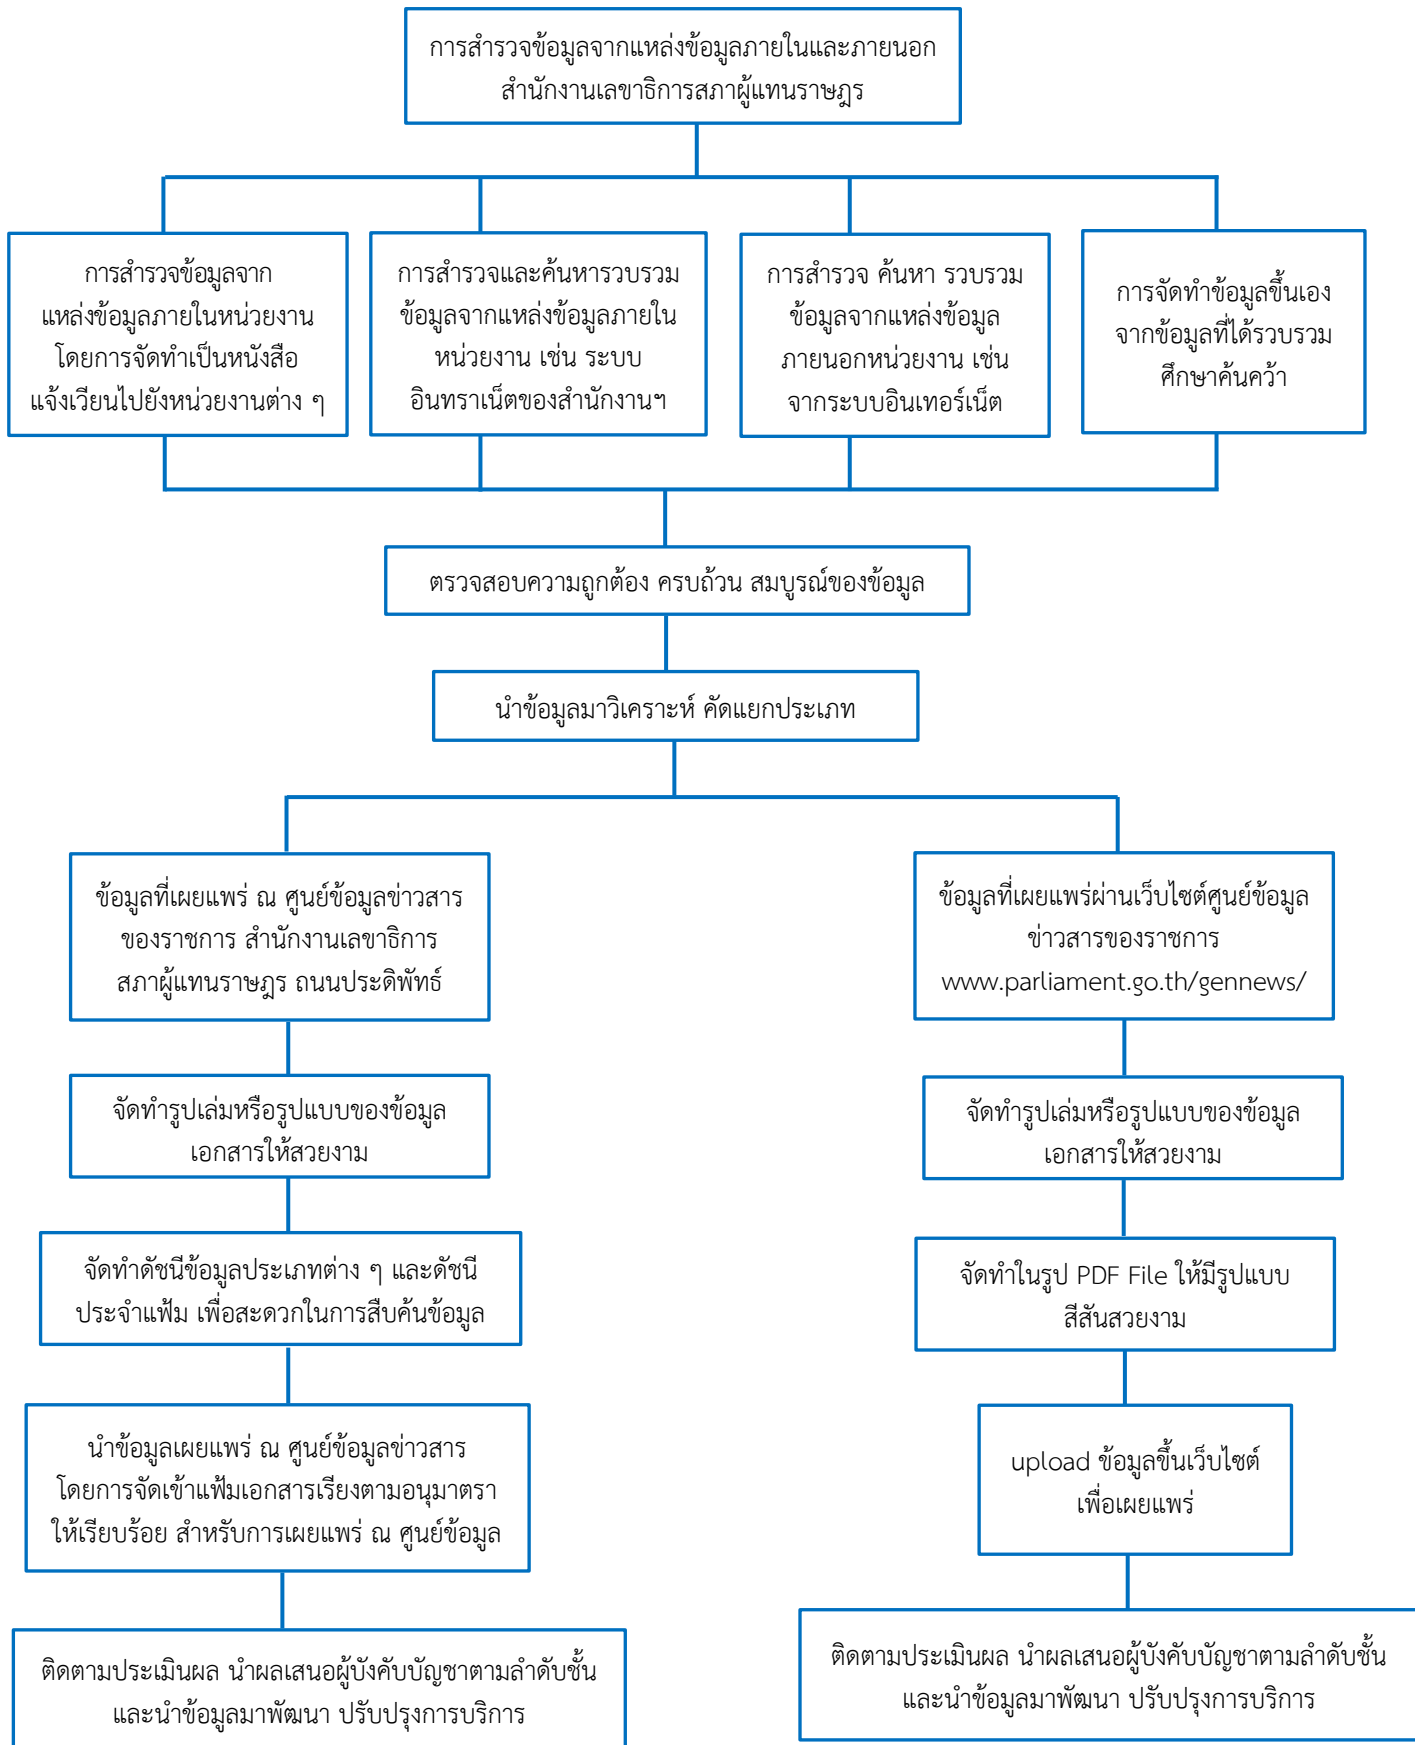 การสำรวจข้อมูลจากแหล่งข้อมูลภายในและภายนอก
สำนักงานเลขาธิการสภาผู้แทนราษฎร
การสำรวจข้อมูลจาก
แหล่งข้อมูลภายในหน่วยงาน
โดยการจัดทำเป็นหนังสือ
แจ้งเวียนไปยังหน่วยงานต่าง ๆ
การสำรวจและค้นหารวบรวม
ข้อมูลจากแหล่งข้อมูลภายใน
หน่วยงาน เช่น ระบบ
อินทราเน็ตของสำนักงานฯ
การสำรวจ ค้นหา รวบรวม
ข้อมูลจากแหล่งข้อมูล
ภายนอกหน่วยงาน เช่น
จากระบบอินเทอร์เน็ต
การจัดทำข้อมูลขึ้นเอง
จากข้อมูลที่ได้รวบรวม
ศึกษาค้นคว้า
ตรวจสอบความถูกต้อง ครบถ้วน สมบูรณ์ของข้อมูล
นำข้อมูลมาวิเคราะห์ คัดแยกประเภท
ข้อมูลที่เผยแพร่ ณ ศูนย์ข้อมูลข่าวสาร
ของราชการ สำนักงานเลขาธิการ
สภาผู้แทนราษฎร ถนนประดิพัทธ์
จัดทำรูปเล่มหรือรูปแบบของข้อมูล
เอกสารให้สวยงาม
จัดทำดัชนีข้อมูลประเภทต่าง ๆ และดัชนี
ประจำแฟ้ม เพื่อสะดวกในการสืบค้นข้อมูล
นำข้อมูลเผยแพร่ ณ ศูนย์ข้อมูลข่าวสาร
โดยการจัดเข้าแฟ้มเอกสารเรียงตามอนุมาตรา
ให้เรียบร้อย สำหรับการเผยแพร่ ณ ศูนย์ข้อมูล
ติดตามประเมินผล นำผลเสนอผู้บังคับบัญชาตามลำดับชั้น
และนำข้อมูลมาพัฒนา ปรับปรุงการบริการ
ข้อมูลที่เผยแพร่ผ่านเว็บไซต์ศูนย์ข้อมูล
ข่าวสารของราชการ
www.parliament.go.th/gennews/
จัดทำรูปเล่มหรือรูปแบบของข้อมูล
เอกสารให้สวยงาม
จัดทำในรูป PDF File ให้มีรูปแบบ
สีสันสวยงาม
upload ข้อมูลขึ้นเว็บไซต์
เพื่อเผยแพร่
ติดตามประเมินผล นำผลเสนอผู้บังคับบัญชาตามลำดับชั้น
และนำข้อมูลมาพัฒนา ปรับปรุงการบริการ